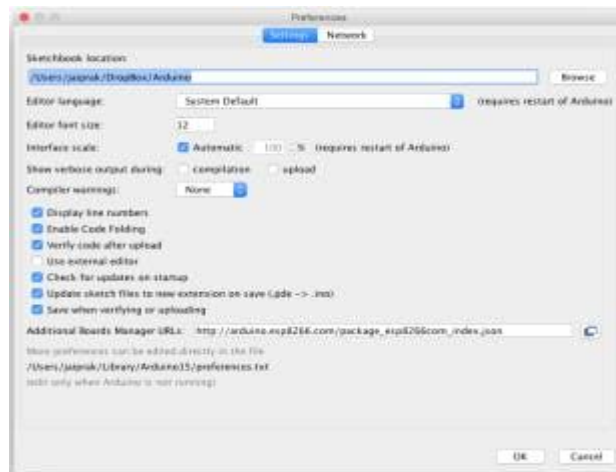 Preferences
Settings Network
Sketchbook location:
/Users/jaiprak/DropBox/Arduino Browse
Editor language: System Default (requires restart of Arduino)
Editor font size: 12
Interface scale: Automatic 100 % (requires restart of Arduino)
Show verbose output during: compilation upload
Compiler warnings: None
Display line numbers
Enable Code Folding
Verify code after upload
Use external editor
Check for updates on startup
Update sketch files to new extension on save (.pde -> .ino)
Save when verifying or uploading
Additional Boards Manager URLs: http://arduino.esp8266.com/package_esp8266com_index.json
More preferences can be edited directly in the file
/Users/jaiprak/Library/Arduino15/preferences.txt
(edit only when Arduino is not running)
OK Cancel